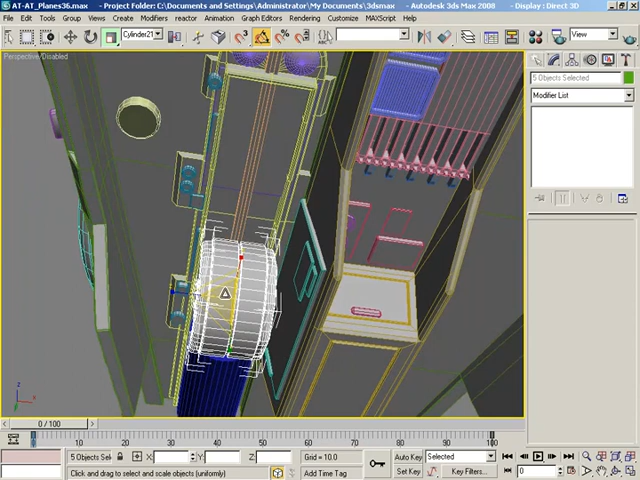 AT-AT_Planes36.max - Project Folder: C:\Documents and Settings\Administrator\My Documents\3dsmax - Autodesk 3ds Max 2008 - Display : Direct 3D
File Edit Tools Group Views Create Modifiers reactor Animation Graph Editors Rendering Customize MAXScript Help
Cylinder21 3 % ABC View
Perspective/Disabled
5 Objects Selected
Modifier List
z
x
0 / 100
0 10 20 30 40 50 60 70 80 90 100
5 Objects Sele X: Y: Z: Grid = 10.0 Auto Key Selected
Click and drag to select and scale objects (uniformly) Add Time Tag Set Key Key Filters... 0